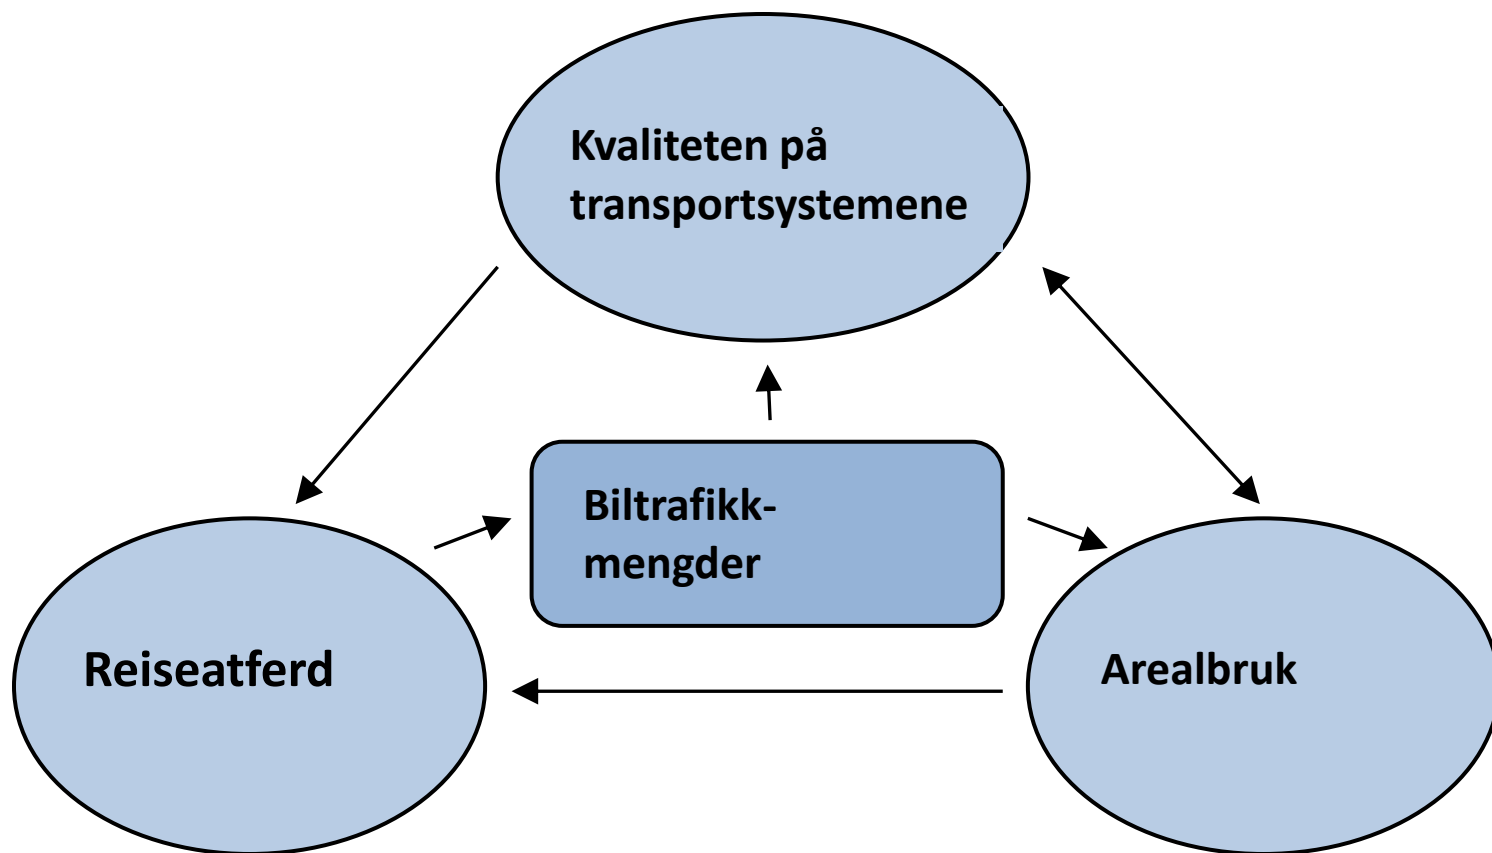 Kvaliteten på
transportsystemene
Biltrafikk-
mengder
Reiseatferd
Arealbruk